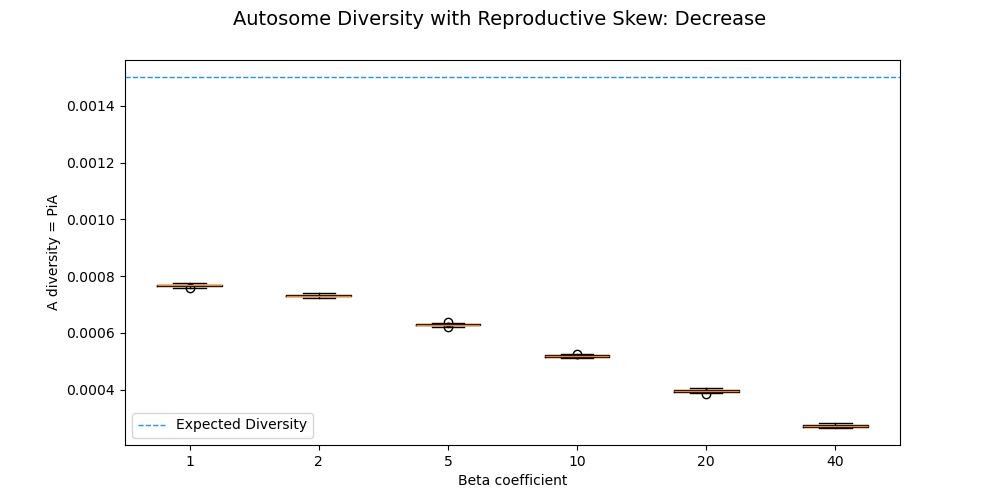 Autosome Diversity with Reproductive Skew: Decrease
A diversity = PiA
0.0014
0.0012
0.0010
0.0008
0.0006
0.0004
Expected Diversity
1 2 5 10 20 40
Beta coefficient